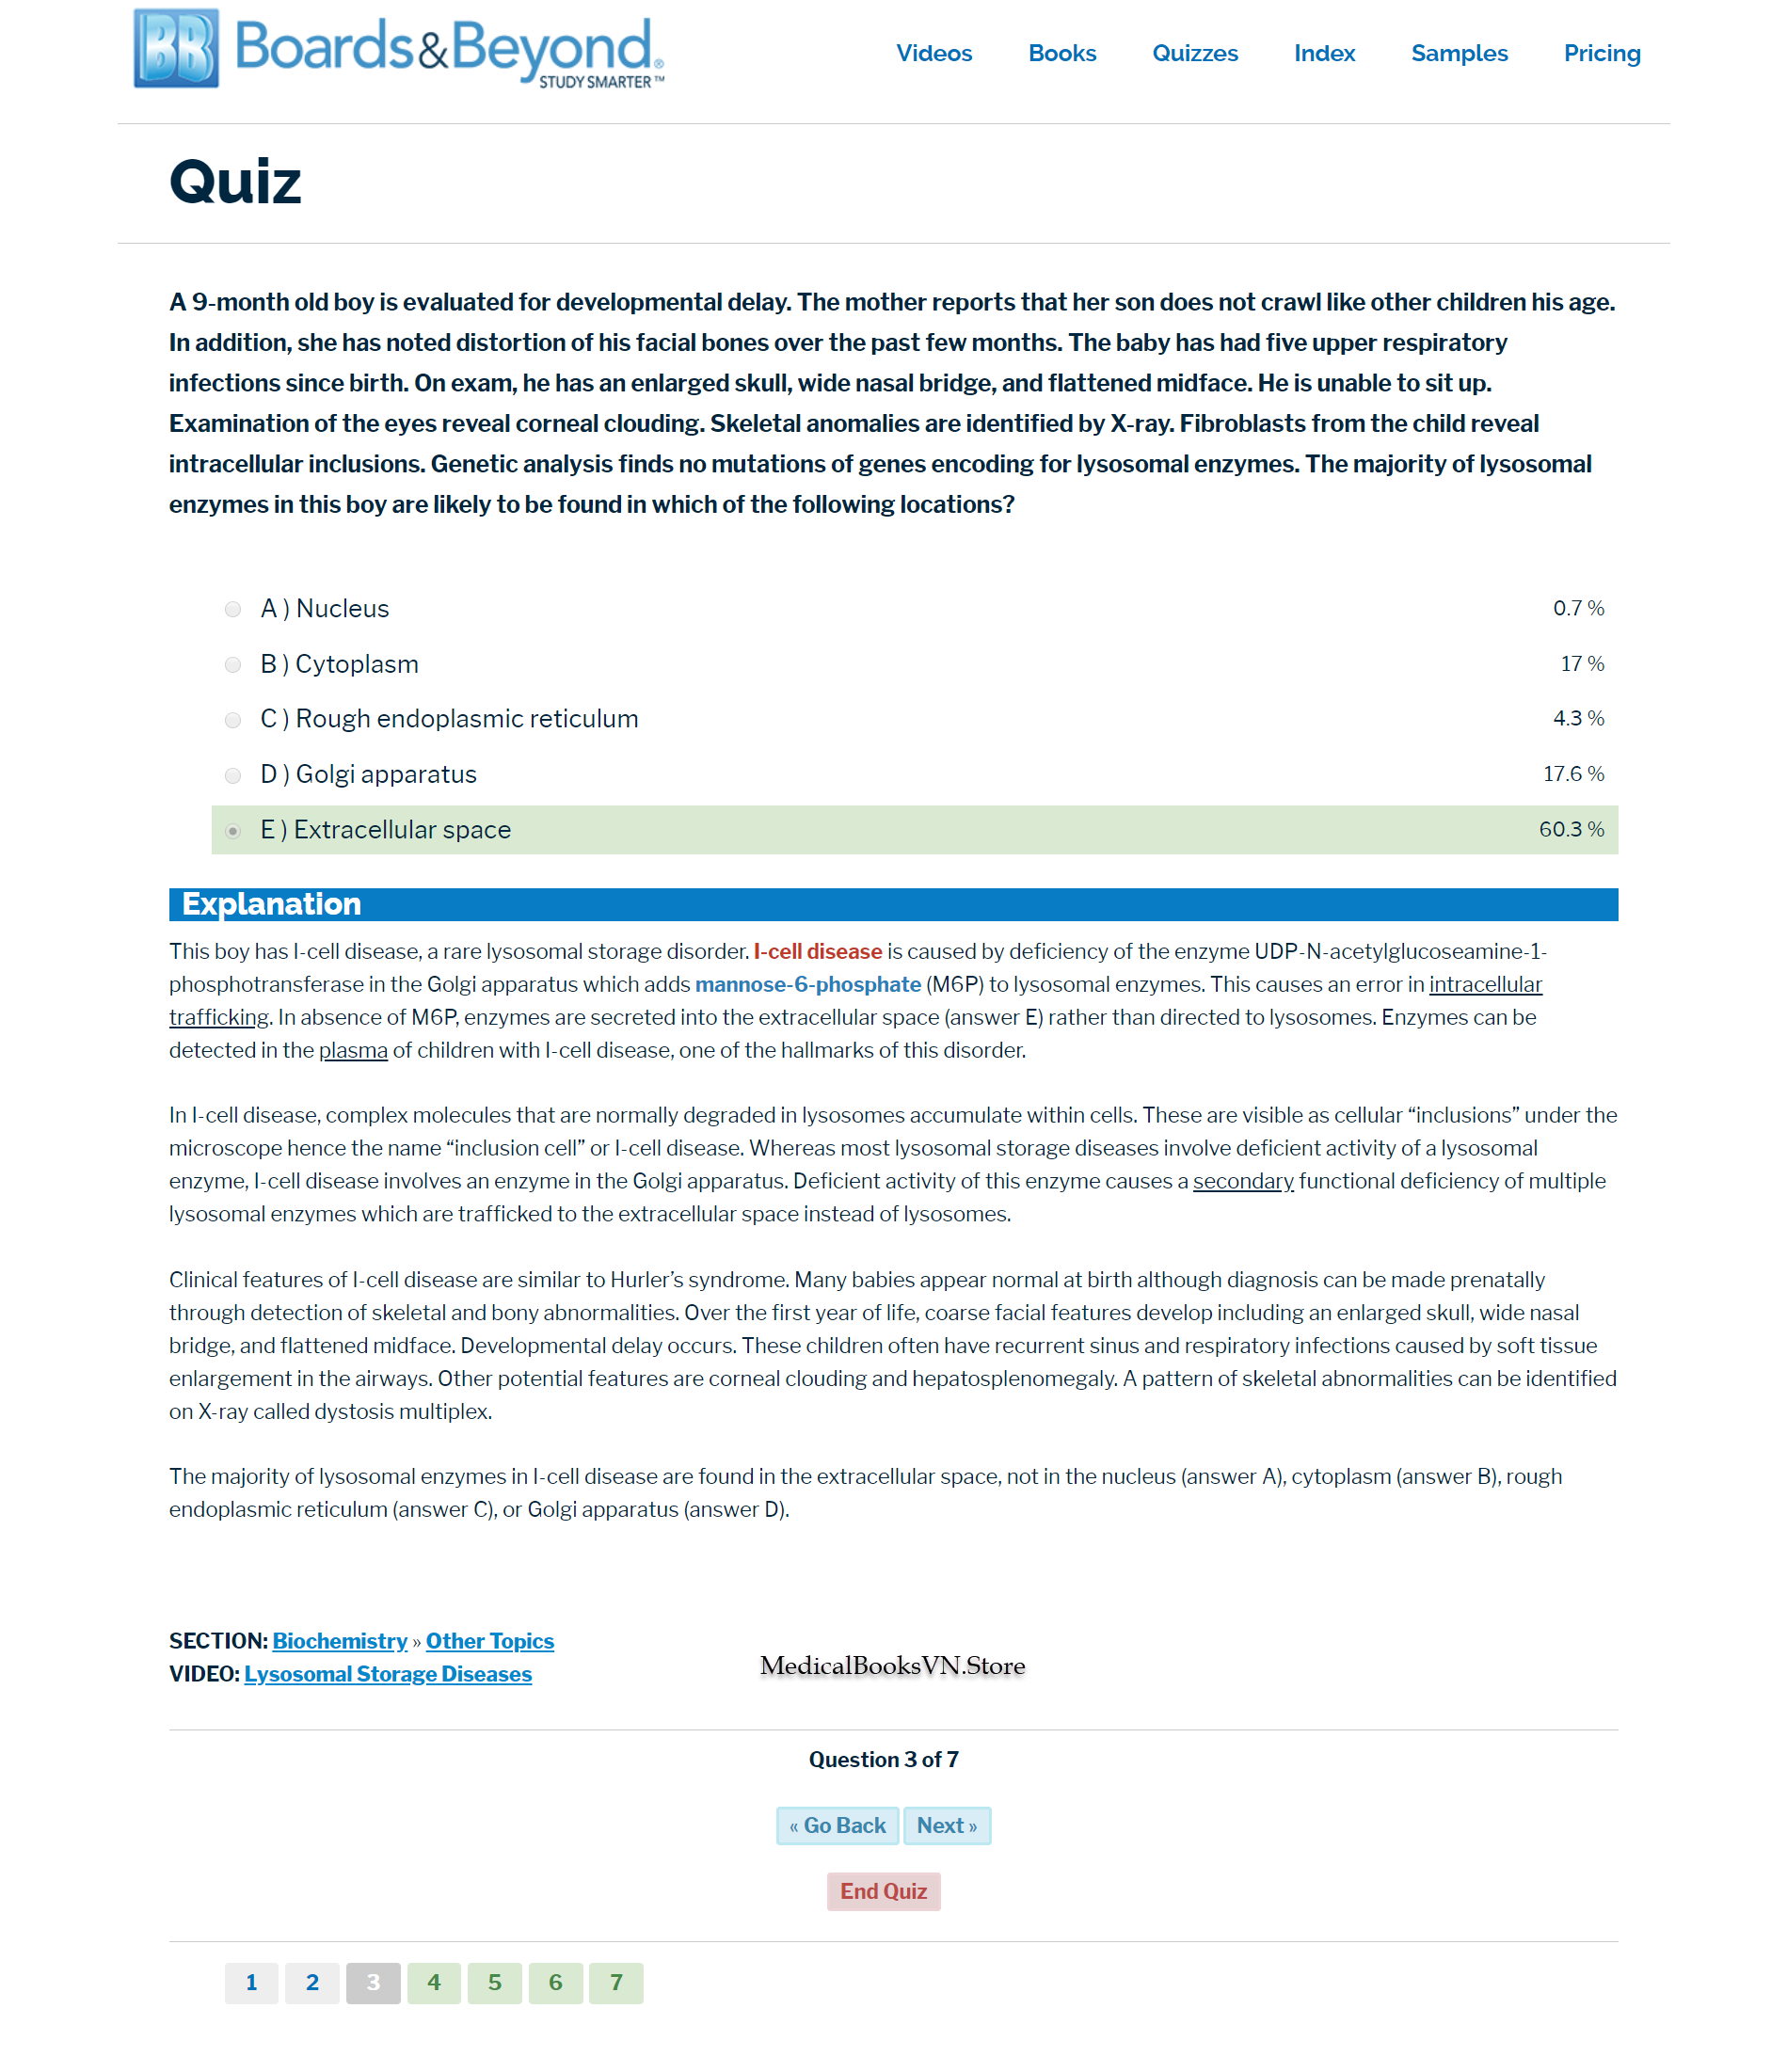 BB Boards&Beyond®
STUDY SMARTER™
Videos Books Quizzes Index Samples Pricing
Quiz
A 9-month old boy is evaluated for developmental delay. The mother reports that her son does not crawl like other children his age.
In addition, she has noted distortion of his facial bones over the past few months. The baby has had five upper respiratory
infections since birth. On exam, he has an enlarged skull, wide nasal bridge, and flattened midface. He is unable to sit up.
Examination of the eyes reveal corneal clouding. Skeletal anomalies are identified by X-ray. Fibroblasts from the child reveal
intracellular inclusions. Genetic analysis finds no mutations of genes encoding for lysosomal enzymes. The majority of lysosomal
enzymes in this boy are likely to be found in which of the following locations?
A ) Nucleus 0.7 %
B ) Cytoplasm 17 %
C ) Rough endoplasmic reticulum 4.3 %
D ) Golgi apparatus 17.6 %
E ) Extracellular space 60.3 %
Explanation
This boy has I-cell disease, a rare lysosomal storage disorder. I-cell disease is caused by deficiency of the enzyme UDP-N-acetylglucoseamine-1-
phosphotransferase in the Golgi apparatus which adds mannose-6-phosphate (M6P) to lysosomal enzymes. This causes an error in intracellular
trafficking. In absence of M6P, enzymes are secreted into the extracellular space (answer E) rather than directed to lysosomes. Enzymes can be
detected in the plasma of children with I-cell disease, one of the hallmarks of this disorder.
In I-cell disease, complex molecules that are normally degraded in lysosomes accumulate within cells. These are visible as cellular “inclusions” under the
microscope hence the name “inclusion cell” or I-cell disease. Whereas most lysosomal storage diseases involve deficient activity of a lysosomal
enzyme, I-cell disease involves an enzyme in the Golgi apparatus. Deficient activity of this enzyme causes a secondary functional deficiency of multiple
lysosomal enzymes which are trafficked to the extracellular space instead of lysosomes.
Clinical features of I-cell disease are similar to Hurler’s syndrome. Many babies appear normal at birth although diagnosis can be made prenatally
through detection of skeletal and bony abnormalities. Over the first year of life, coarse facial features develop including an enlarged skull, wide nasal
bridge, and flattened midface. Developmental delay occurs. These children often have recurrent sinus and respiratory infections caused by soft tissue
enlargement in the airways. Other potential features are corneal clouding and hepatosplenomegaly. A pattern of skeletal abnormalities can be identified
on X-ray called dystosis multiplex.
The majority of lysosomal enzymes in I-cell disease are found in the extracellular space, not in the nucleus (answer A), cytoplasm (answer B), rough
endoplasmic reticulum (answer C), or Golgi apparatus (answer D).
SECTION: Biochemistry » Other Topics
VIDEO: Lysosomal Storage Diseases
MedicalBooksVN.Store
Question 3 of 7
« Go Back Next »
End Quiz
1 2 3 4 5 6 7